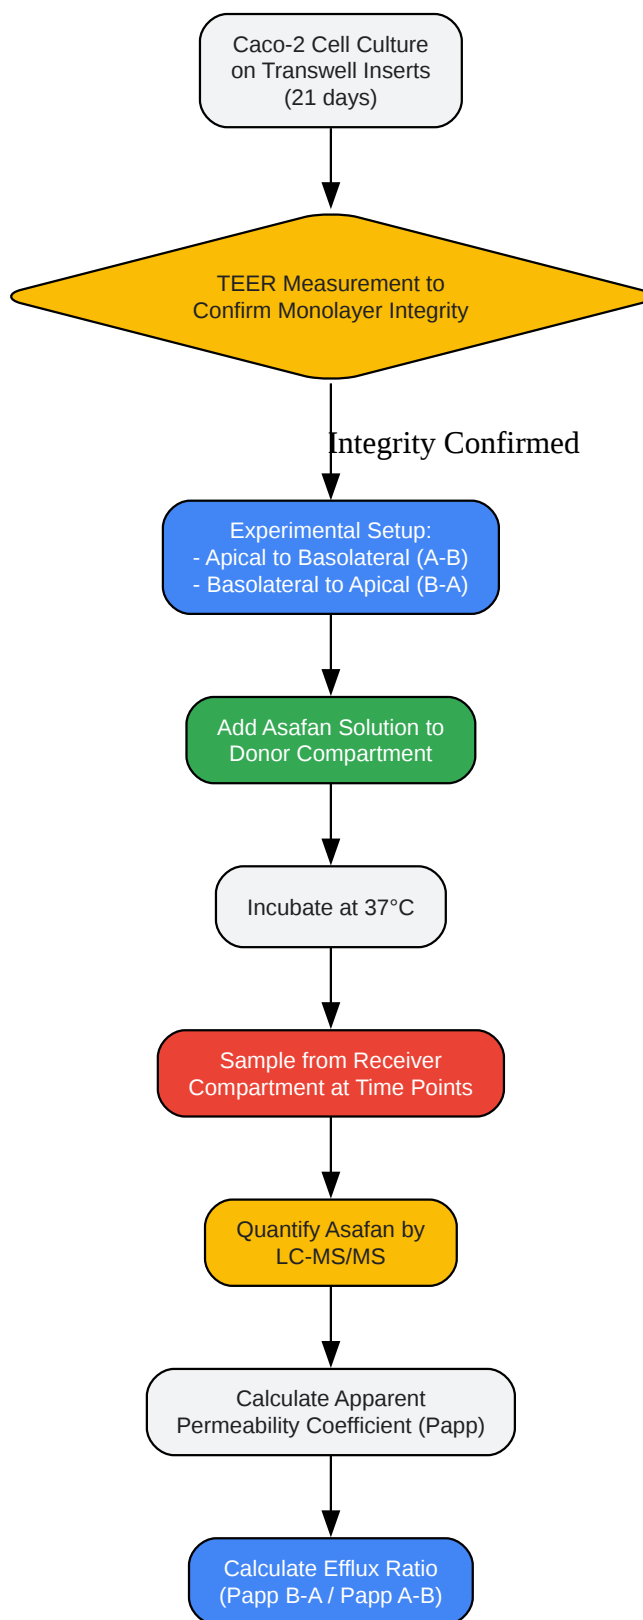 Caco-2 Cell Culture
on Transwell Inserts
(21 days)
TEER Measurement to
Confirm Monolayer Integrity
Integrity Confirmed
Experimental Setup:
- Apical to Basolateral (A-B)
- Basolateral to Apical (B-A)
Add Asafan Solution to
Donor Compartment
Incubate at 37°C
Sample from Receiver
Compartment at Time Points
Quantify Asafan by
LC-MS/MS
Calculate Apparent
Permeability Coefficient (Papp)
Calculate Efflux Ratio
(Papp B-A / Papp A-B)